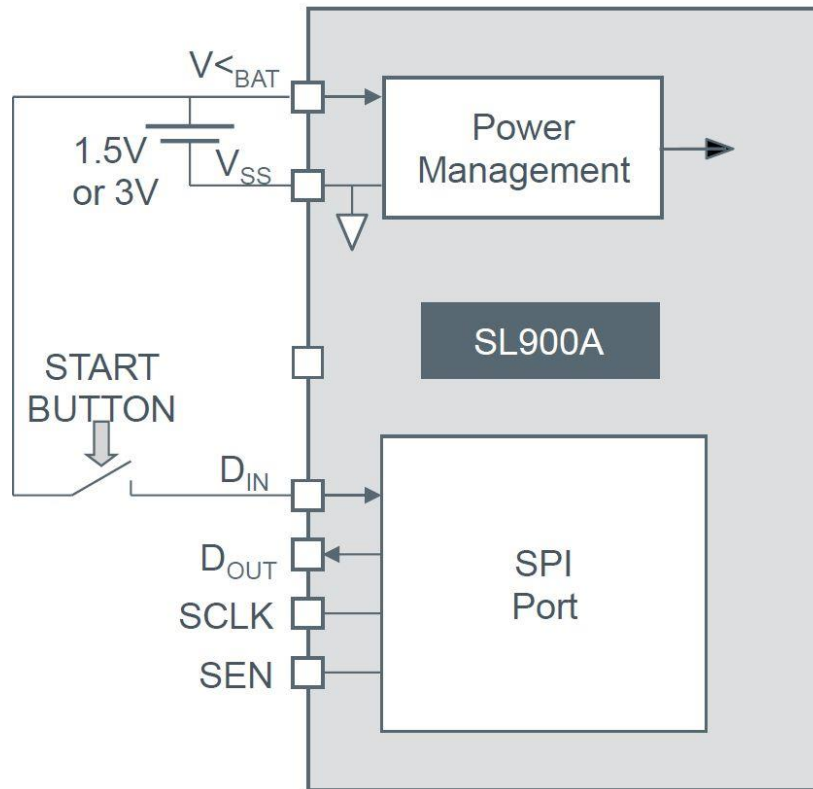 V<BAT
1.5V
or 3V
VSS
Power
Management
SL900A
START
BUTTON
DIN
DOUT
SCLK
SEN
SPI
Port